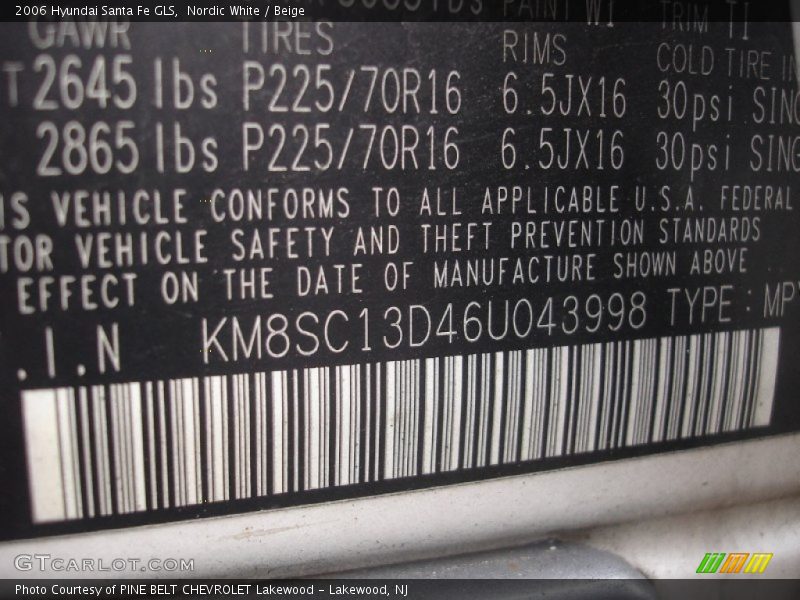 2006 Hyundai Santa Fe GLS, Nordic White / Beige
PAINT W1 TRIM TI
GAWR TIRES RIMS COLD TIRE
2645 lbs P225/70R16 6.5JX16 30psi SING
2865 lbs P225/70R16 6.5JX16 30psi SING
IS VEHICLE CONFORMS TO ALL APPLICABLE U.S.A. FEDERAL
TOR VEHICLE SAFETY AND THEFT PREVENTION STANDARDS
EFFECT ON THE DATE OF MANUFACTURE SHOWN ABOVE
.I.N KM8SC13D46U043998 TYPE : MP
GTCARLOT.COM
Photo Courtesy of PINE BELT CHEVROLET Lakewood - Lakewood, NJ